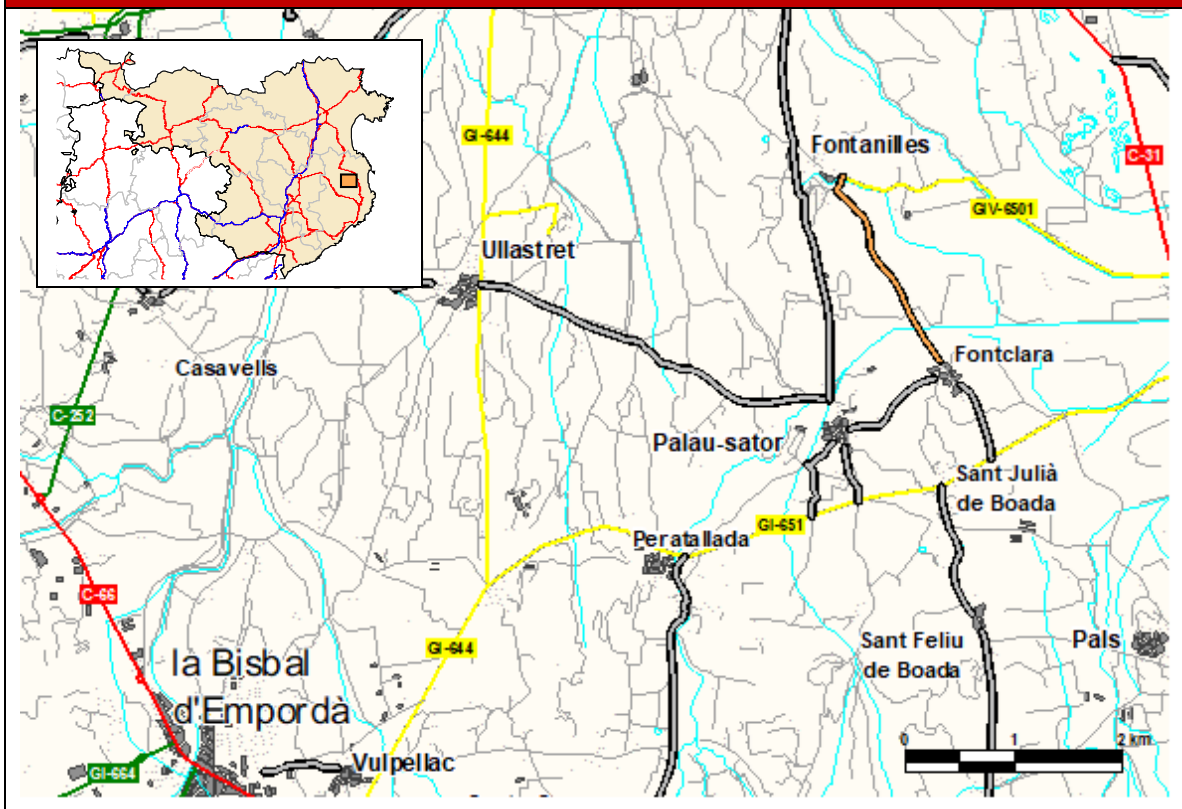 Fontanilles
GI-644
C-31
GIV-6501
Ullastret
Fontclara
Casavells
C-252
Palau-sator
Sant Julià
de Boada
GI-651
Peratallada
C-66
GI-644
Sant Feliu
de Boada
Pals
la Bisbal
d'Empordà
0 1 2 km
Vulpellac
GI-664